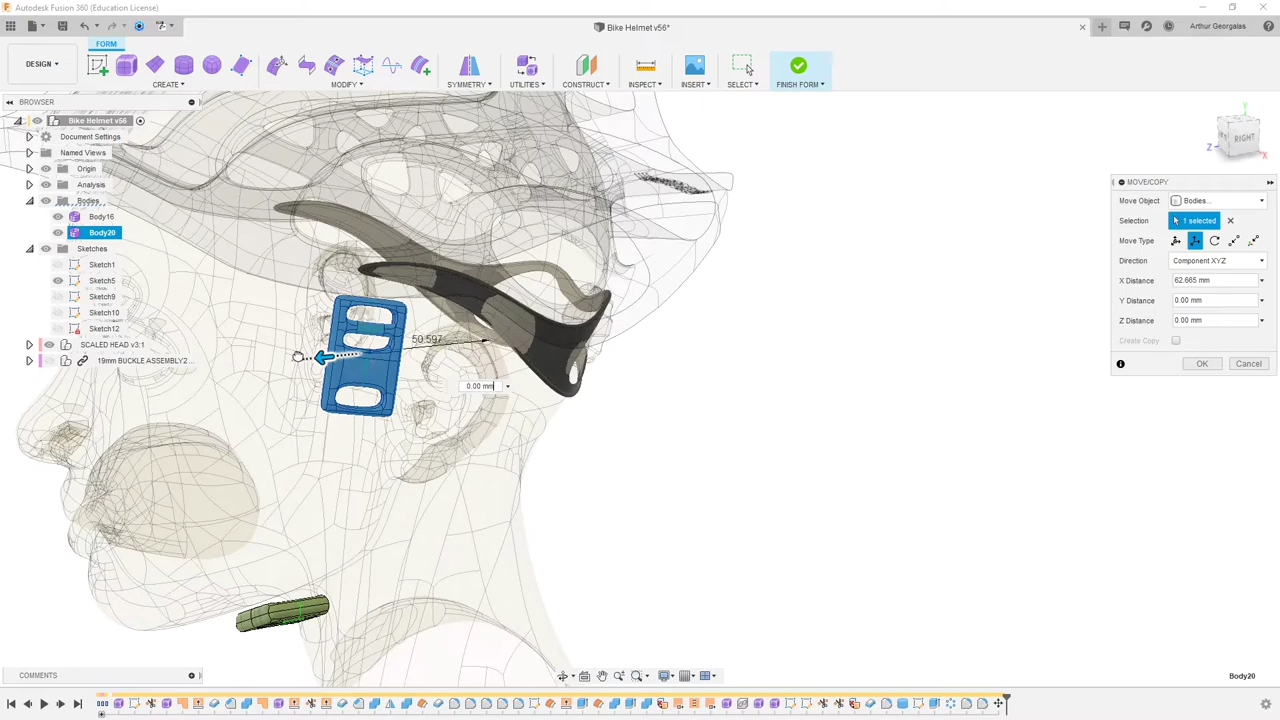 Autodesk Fusion 360 (Education License)
Bike Helmet v56*
Arthur Georgalas
FORM
DESIGN
CREATE
MODIFY
SYMMETRY
UTILITIES
CONSTRUCT
INSPECT
INSERT
SELECT
FINISH FORM
BROWSER
Bike Helmet v56
Document Settings
Named Views
Origin
Analysis
Bodies
Body16
Body20
Sketches
Sketch1
Sketch5
Sketch9
Sketch10
Sketch12
SCALED HEAD v3:1
19mm BUCKLE ASSEMBLY2...
50.597
0.00 mm
Y
RIGHT
Z
X
MOVE/COPY
Move Object Bodies...
Selection 1 selected
Move Type
Direction Component XYZ
X Distance 62.665 mm
Y Distance 0.00 mm
Z Distance 0.00 mm
Create Copy
OK Cancel
COMMENTS
Body20